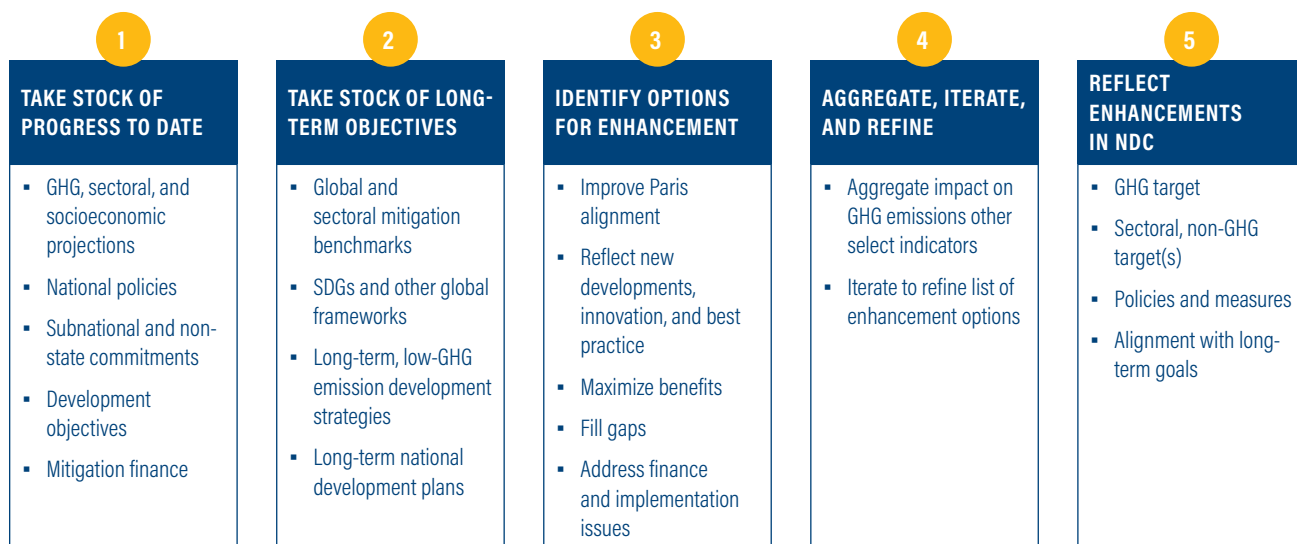 1
TAKE STOCK OF
PROGRESS TO DATE
▪ GHG, sectoral, and
socioeconomic
projections
▪ National policies
▪ Subnational and non-
state commitments
▪ Development
objectives
▪ Mitigation finance
2
TAKE STOCK OF LONG-
TERM OBJECTIVES
▪ Global and
sectoral mitigation
benchmarks
▪ SDGs and other global
frameworks
▪ Long-term, low-GHG
emission development
strategies
▪ Long-term national
development plans
3
IDENTIFY OPTIONS
FOR ENHANCEMENT
▪ Improve Paris
alignment
▪ Reflect new
developments,
innovation, and best
practice
▪ Maximize benefits
▪ Fill gaps
▪ Address finance
and implementation
issues
4
AGGREGATE, ITERATE,
AND REFINE
▪ Aggregate impact on
GHG emissions other
select indicators
▪ Iterate to refine list of
enhancement options
5
REFLECT
ENHANCEMENTS
IN NDC
▪ GHG target
▪ Sectoral, non-GHG
target(s)
▪ Policies and measures
▪ Alignment with long-
term goals